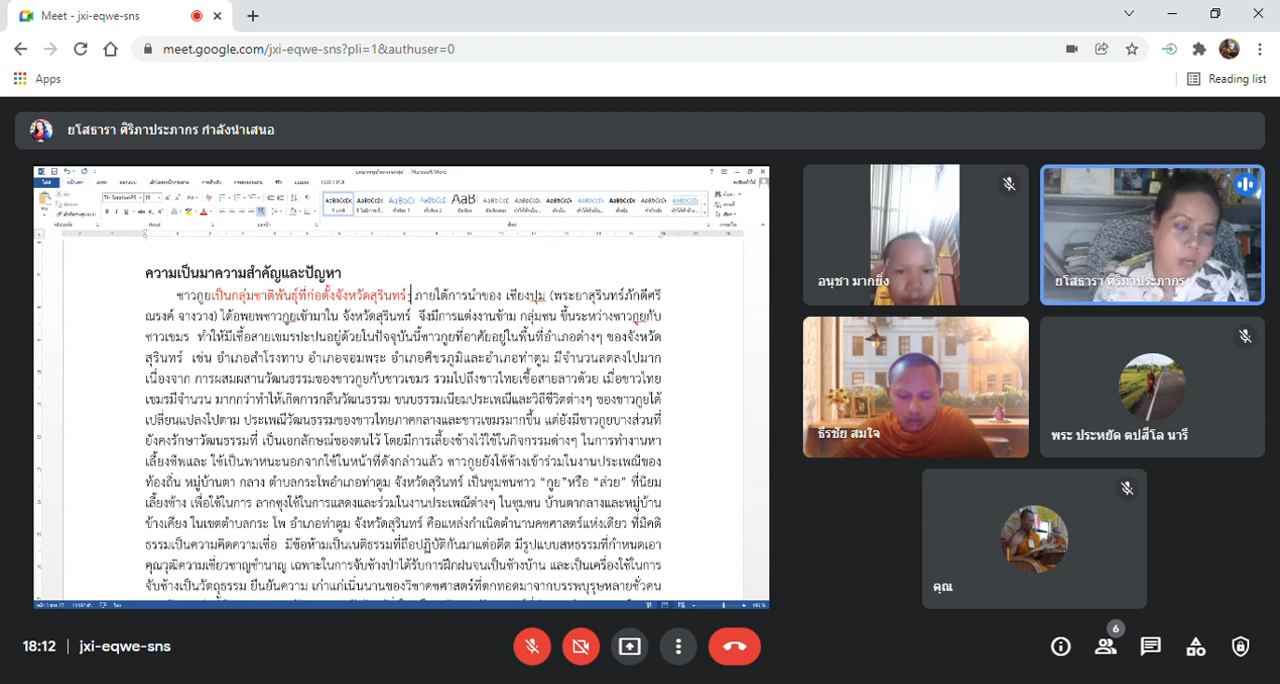 Meet - jxi-eqwe-sns
meet.google.com/jxi-eqwe-sns?pli=1&authuser=0
Apps
Reading list
ยโสธารา ศิริภาประภากร กำลังนำเสนอ
Microsoft Word
TH SarabunPS
ความเป็นมาความสำคัญและปัญหา
ชาวกูยเป็นกลุ่มชาติพันธุ์ที่ก่อตั้งจังหวัดสุรินทร์ ภายใต้การนำของ เชียงปุม (พระยาสุรินทร์ภักดีศรี
ณรงค์ จางวาง) ได้อพยพชาวกูยเข้ามาใน จังหวัดสุรินทร์ จึงมีการแต่งงานข้าม กลุ่มชน ขึ้นระหว่างชาวกูยกับ
ชาวเขมร ทำให้มีเชื้อสายเขมรปะปนอยู่ด้วยในปัจจุบันนี้ชาวกูยที่อาศัยอยู่ในพื้นที่อำเภอต่างๆ ของจังหวัด
สุรินทร์ เช่น อำเภอสำโรงทาบ อำเภอจอมพระ อำเภอศีขรภูมิและอำเภอท่าตูม มีจำนวนลดลงไปมาก
เนื่องจาก การผสมผสานวัฒนธรรมของชาวกูยกับชาวเขมร รวมไปถึงชาวไทยเชื้อสายลาวด้วย เมื่อชาวไทย
เขมรมีจำนวน มากกว่าทำให้เกิดการกลืนวัฒนธรรม ขนบธรรมเนียมประเพณีและวิถีชีวิตต่างๆ ของชาวกูยได้
เปลี่ยนแปลงไปตาม ประเพณีวัฒนธรรมของชาวไทยภาคกลางและชาวเขมรมากขึ้น แต่ยังมีชาวกูยบางส่วนที่
ยังคงรักษาวัฒนธรรมที่ เป็นเอกลักษณ์ของตนไว้ โดยมีการเลี้ยงช้างไว้ใช้ในกิจกรรมต่างๆ ในการทำงานหา
เลี้ยงชีพและ ใช้เป็นพาหนะนอกจากใช้ในหน้าที่ดังกล่าวแล้ว ชาวกูยยังใช้ช้างเข้าร่วมในงานประเพณีของ
ท้องถิ่น หมู่บ้านตา กลาง ตำบลกระโพอำเภอท่าตูม จังหวัดสุรินทร์ เป็นชุมชนชาว “กูย”หรือ “ส่วย” ที่นิยม
เลี้ยงช้าง เพื่อใช้ในการ ลากซุงใช้ในการแสดงและร่วมในงานประเพณีต่างๆ ในชุมชน บ้านตากลางและหมู่บ้าน
ข้างเคียง ในเขตตำบลกระ โพ อำเภอท่าตูม จังหวัดสุรินทร์ คือแหล่งกำเนิดตำนานคชศาสตร์แห่งเดียว ที่มีคติ
ธรรมเป็นความคิดความเชื่อ มีข้อห้ามเป็นเนติธรรมที่ถือปฏิบัติกันมาแต่อดีต มีรูปแบบสหธรรมที่กำหนดเอา
คุณวุฒิความเชี่ยวชาญชำนาญ เฉพาะในการจับช้างป่าได้รับการฝึกฝนจนเป็นช้างบ้าน และเป็นเครื่องใช้ในการ
จับช้างเป็นวัตถุธรรม ยืนยันความ เก่าแก่เนิ่นนานของวิชาคชศาสตร์ที่ตกทอดมาจากบรรพบุรุษหลายชั่วคน
อนุชา มากยิ่ง
ยโสธารา ศิริภาประภากร
ธีรชัย สมใจ
พระ ประหยัด ตปสีโล นารี
คุณ
18:12 | jxi-eqwe-sns
6